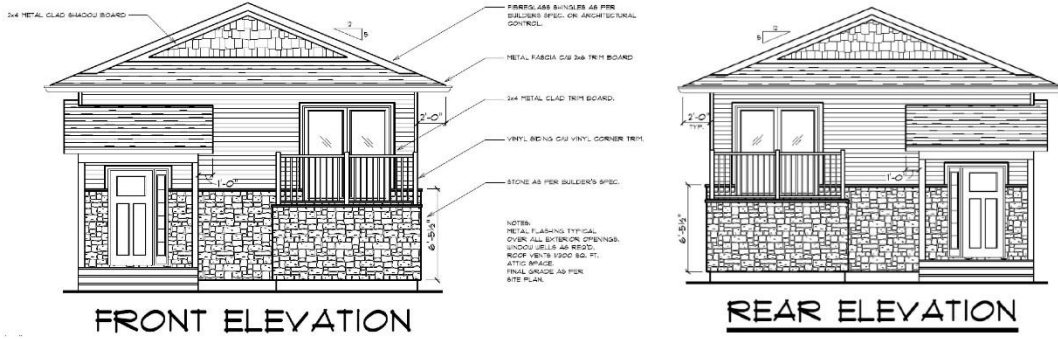 2x4 METAL CLAD SHADOW BOARD
12
5
FIBREGLASS SHINGLES AS PER
BUILDERS SPEC. OR ARCHITECTURAL
CONTROL.
METAL FASCIA C/W 2x6 TRIM BOARD
2x4 METAL CLAD TRIM BOARD.
2'-0"
VINYL SIDING C/W VINYL CORNER TRIM.
1'-0"
STONE AS PER BUILDER'S SPEC.
6'-5½"
NOTES:
METAL FLASHING TYPICAL
OVER ALL EXTERIOR OPENINGS.
WINDOW WELLS AS REQ'D.
ROOF VENTS 1/300 SQ. FT.
ATTIC SPACE.
FINAL GRADE AS PER
SITE PLAN.
FRONT ELEVATION
12
5
2'-0"
TYP.
1'-0"
6'-5½"
REAR ELEVATION